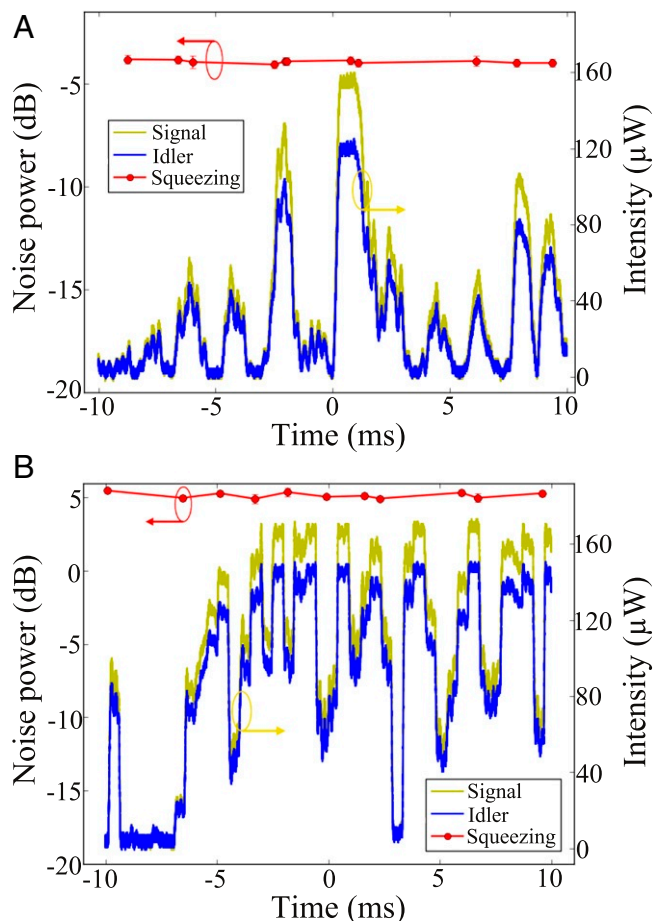 A
Noise power (dB)
-5
-10
-15
-20
Signal
Idler
Squeezing
160
120
80
40
0
Intensity (μW)
-10
-5
0
5
10
Time (ms)
B
Noise power (dB)
5
0
-5
-10
-15
-20
160
120
80
40
0
Intensity (μW)
Signal
Idler
Squeezing
-10
-5
0
5
10
Time (ms)